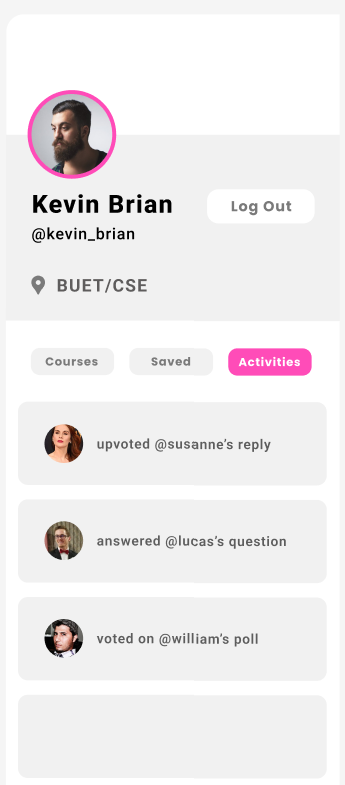 Kevin Brian
Log Out
@kevin_brian
BUET/CSE
Courses
Saved
Activities
upvoted @susanne's reply
answered @lucas's question
voted on @william's poll